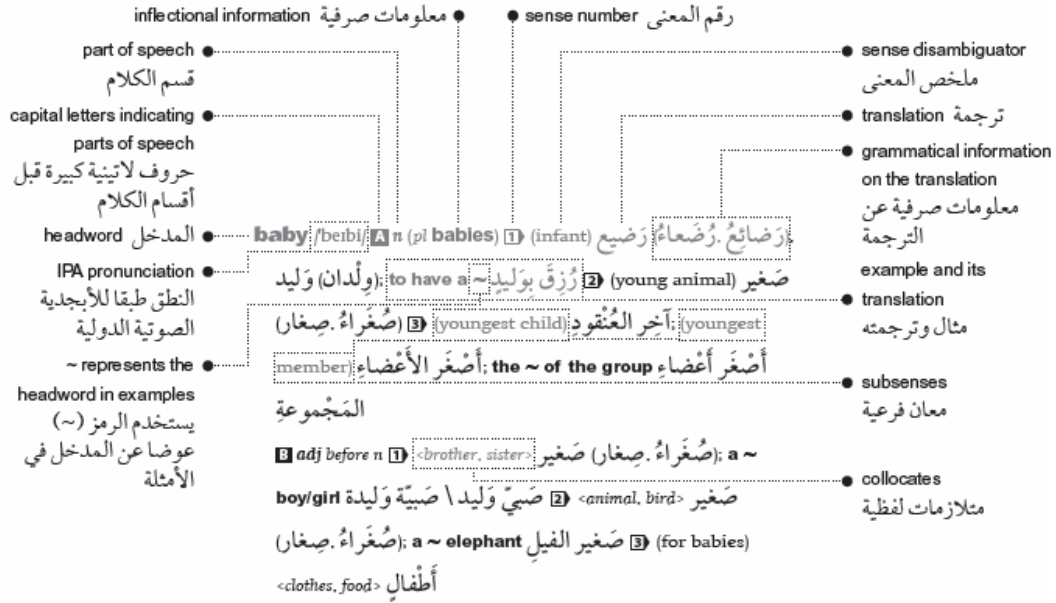 inflectional information معلومات صرفية
sense number رقم المعنى
part of speech
قسم الكلام
capital letters indicating
parts of speech
حروف لاتينية كبيرة قبل
أقسام الكلام
headword المدخل
IPA pronunciation
النطق طبقا للأبجدية
الصوتية الدولية
~ represents the
headword in examples
يستخدم الرمز (~)
عوضا عن المدخل في
الأمثلة
sense disambiguator
ملخص المعنى
translation ترجمة
grammatical information
on the translation
معلومات صرفية عن
الترجمة
example and its
translation
مثال وترجمته
subsenses
معان فرعية
collocates
متلازمات لفظية
baby /beɪbi/ A n (pl babies) 1 (infant) رَضيع (رَضائِعُ, رُضَعاءُ),
وَليد (وِلْدان); to have a ~ رُزِقَ بِوَليدٍ 2 (young animal) صَغير
(صُغَراءُ, صِغار) 3 (youngest child) آخِر العُنْقودِ; (youngest
member) أَصْغَر الأَعْضاءِ; the ~ of the group أَصْغَر أَعْضاءِ
المَجْموعةِ
B adj before n 1 <brother, sister> صَغير (صُغَراءُ, صِغار); a ~
boy/girl صَبيّ وَليد \ صَبيّة وَليدة 2 <animal, bird> صَغير
(صُغَراءُ, صِغار); a ~ elephant صَغير الفيلِ 3 (for babies)
<clothes, food> أَطْفالٍ